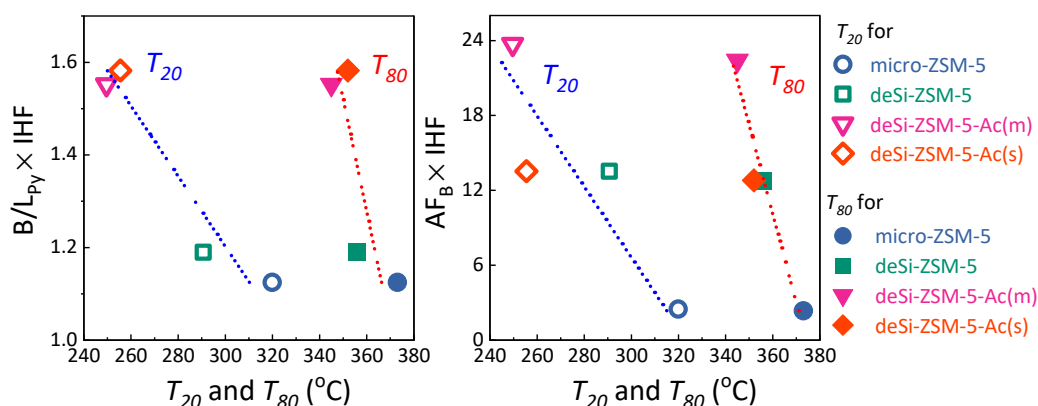 B/L_Py × IHF
1.6
1.4
1.2
1.0
T20
T80
240 260 280 300 320 340 360 380
T20 and T80 (°C)
AF_B × IHF
24
18
12
6
0
T20
T80
240 260 280 300 320 340 360 380
T20 and T80 (°C)
T20 for
micro-ZSM-5
deSi-ZSM-5
deSi-ZSM-5-Ac(m)
deSi-ZSM-5-Ac(s)
T80 for
micro-ZSM-5
deSi-ZSM-5
deSi-ZSM-5-Ac(m)
deSi-ZSM-5-Ac(s)